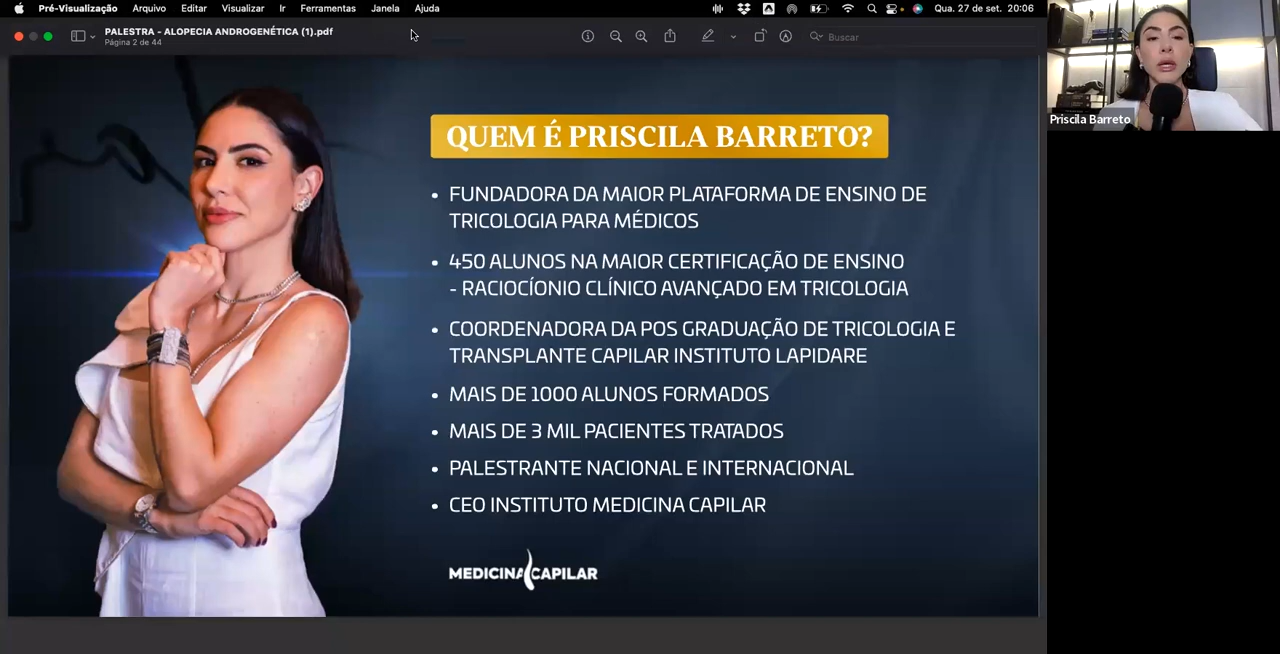 Pré-Visualização Arquivo Editar Visualizar Ir Ferramentas Janela Ajuda
Qua. 27 de set. 20:06
PALESTRA - ALOPECIA ANDROGENÉTICA (1).pdf
Página 2 de 44
Buscar
Priscila Barreto
QUEM É PRISCILA BARRETO?
• FUNDADORA DA MAIOR PLATAFORMA DE ENSINO DE
TRICOLOGIA PARA MÉDICOS
• 450 ALUNOS NA MAIOR CERTIFICAÇÃO DE ENSINO
- RACIOCÍONIO CLÍNICO AVANÇADO EM TRICOLOGIA
• COORDENADORA DA POS GRADUAÇÃO DE TRICOLOGIA E
TRANSPLANTE CAPILAR INSTITUTO LAPIDARE
• MAIS DE 1000 ALUNOS FORMADOS
• MAIS DE 3 MIL PACIENTES TRATADOS
• PALESTRANTE NACIONAL E INTERNACIONAL
• CEO INSTITUTO MEDICINA CAPILAR
MEDICINA CAPILAR